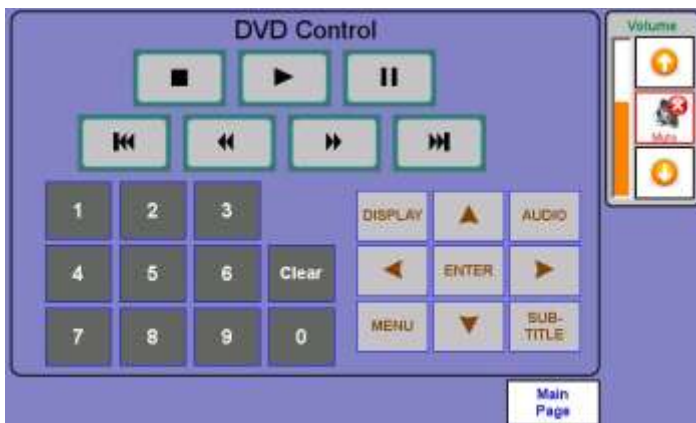 DVD Control
Volume
Mute
1 2 3
DISPLAY AUDIO
4 5 6 Clear
ENTER
7 8 9 0
MENU SUB-
TITLE
Main
Page